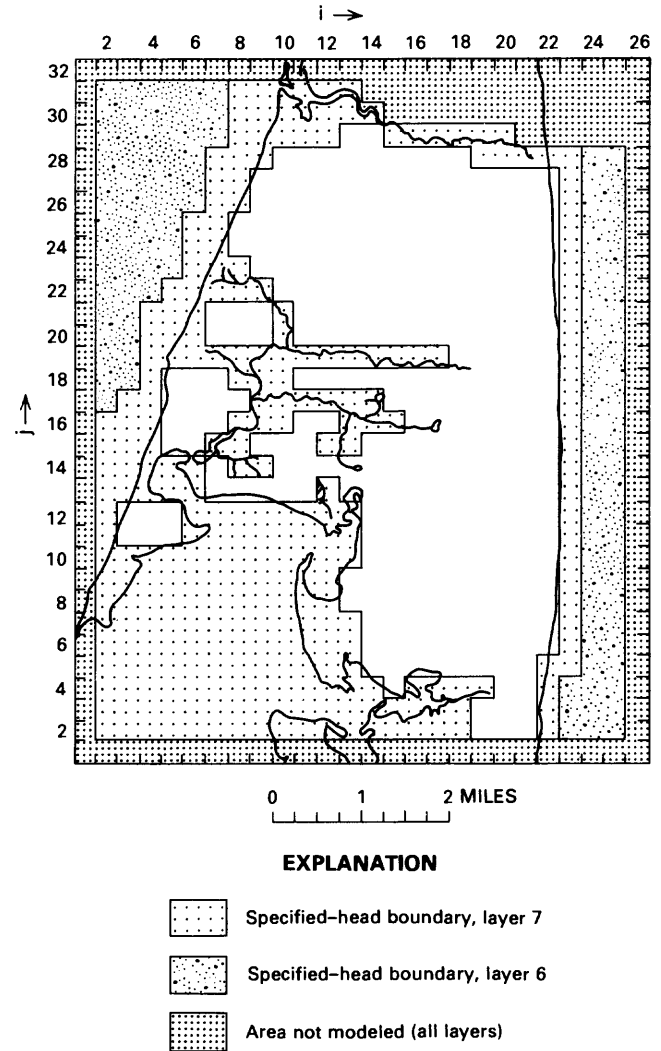 i →
2 4 6 8 10 12 14 16 18 20 22 24 26
32
30
28
26
24
22
20
18
j →
16
14
12
10
8
6
4
2
0 1 2 MILES
EXPLANATION
Specified-head boundary, layer 7
Specified-head boundary, layer 6
Area not modeled (all layers)